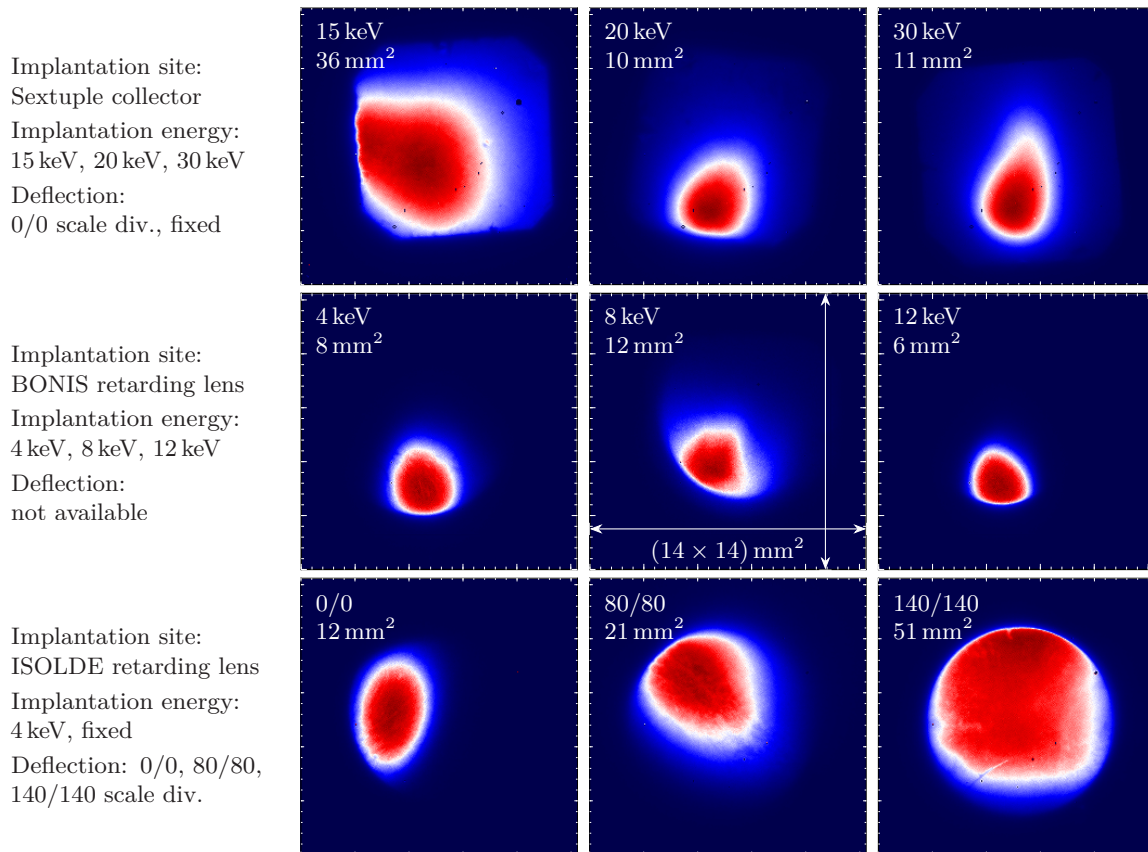 Implantation site:
Sextuple collector
Implantation energy:
15 keV, 20 keV, 30 keV
Deflection:
0/0 scale div., fixed
15 keV
36 mm²
20 keV
10 mm²
30 keV
11 mm²
Implantation site:
BONIS retarding lens
Implantation energy:
4 keV, 8 keV, 12 keV
Deflection:
not available
4 keV
8 mm²
8 keV
12 mm²
(14 × 14) mm²
12 keV
6 mm²
Implantation site:
ISOLDE retarding lens
Implantation energy:
4 keV, fixed
Deflection: 0/0, 80/80,
140/140 scale div.
0/0
12 mm²
80/80
21 mm²
140/140
51 mm²